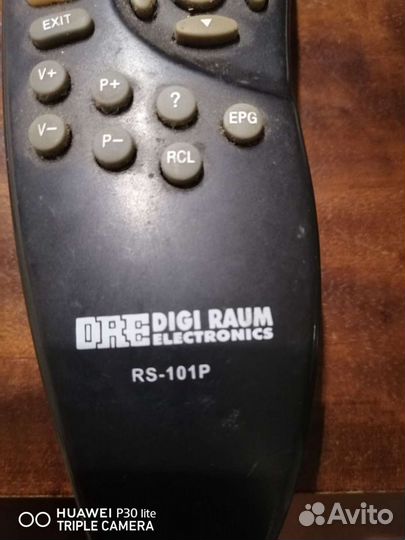 EXIT
V+ P+ ? EPG
V− P− RCL
DRE DIGI RAUM
ELECTRONICS
RS-101P
HUAWEI P30 lite
TRIPLE CAMERA
Avito